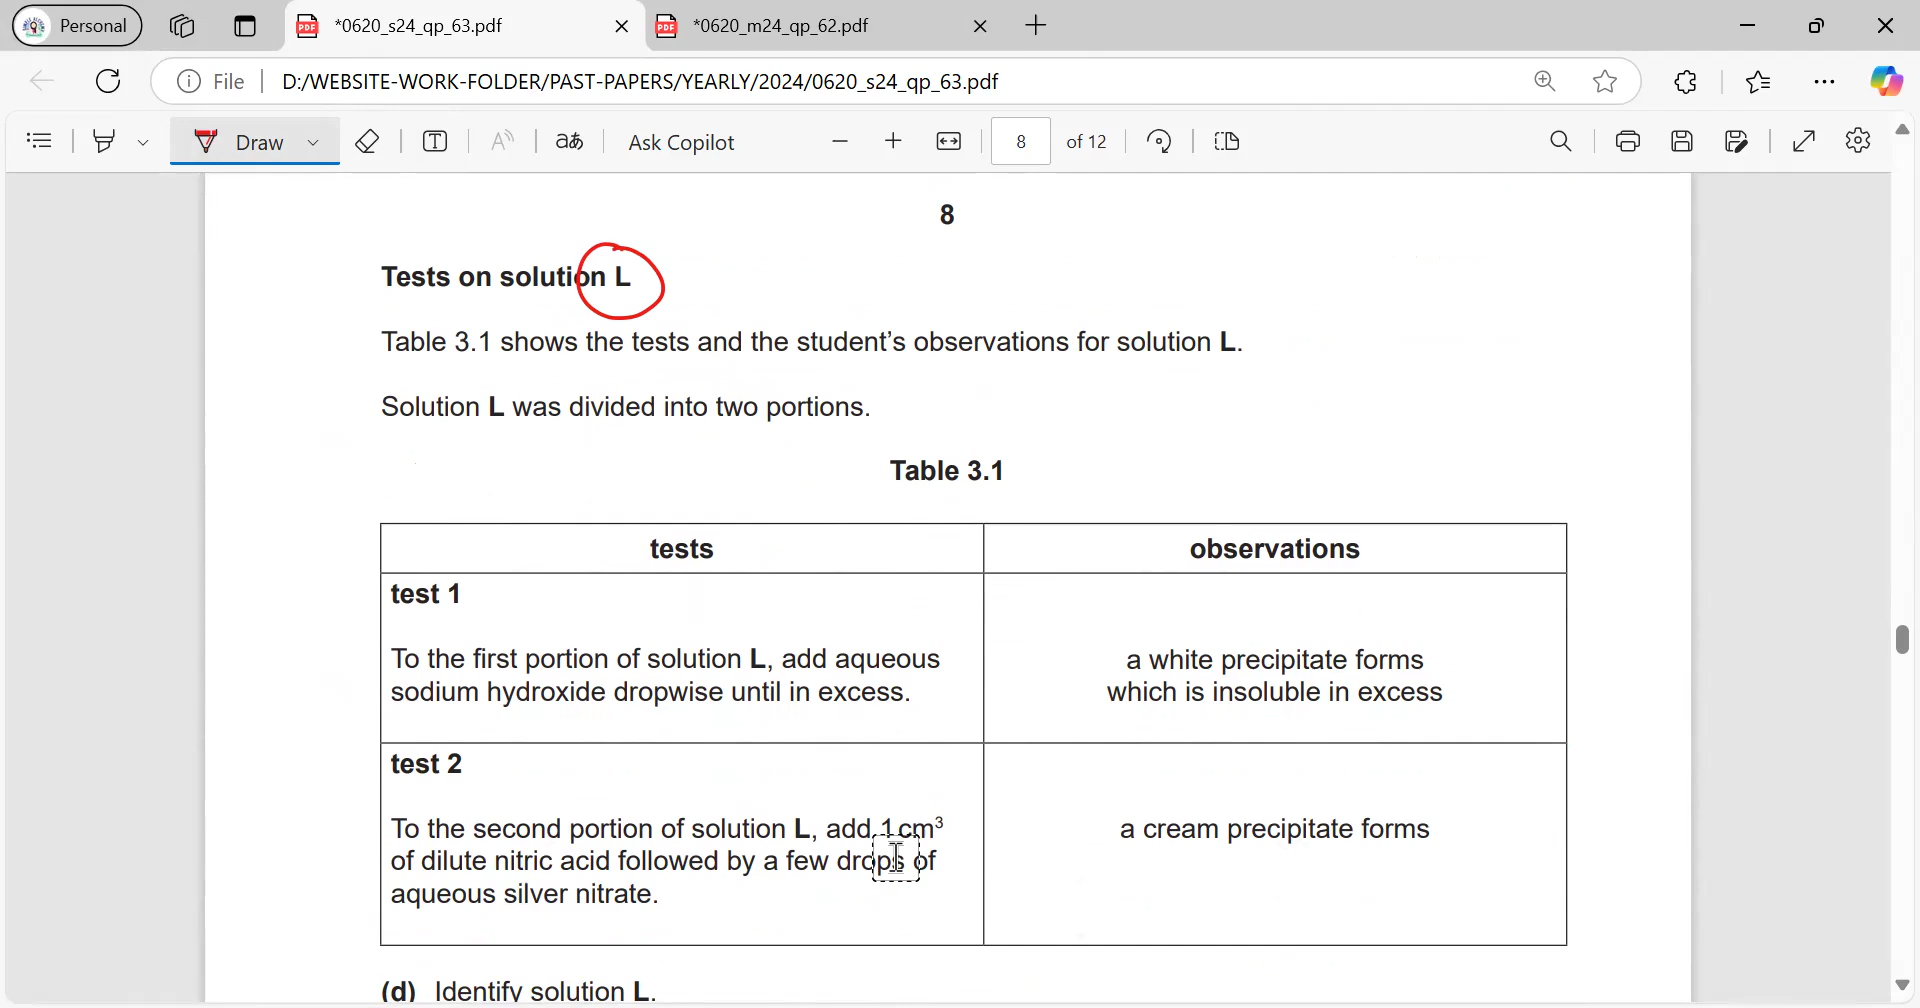 Personal
*0620_s24_qp_63.pdf
*0620_m24_qp_62.pdf
File
D:/WEBSITE-WORK-FOLDER/PAST-PAPERS/YEARLY/2024/0620_s24_qp_63.pdf
Draw
aあ
Ask Copilot
8
of 12
8
Tests on solution L
Table 3.1 shows the tests and the student’s observations for solution L.
Solution L was divided into two portions.
Table 3.1
tests
observations
test 1
To the first portion of solution L, add aqueous
sodium hydroxide dropwise until in excess.
a white precipitate forms
which is insoluble in excess
test 2
To the second portion of solution L, add 1 cm³
of dilute nitric acid followed by a few drops of
aqueous silver nitrate.
a cream precipitate forms
(d) Identify solution L.